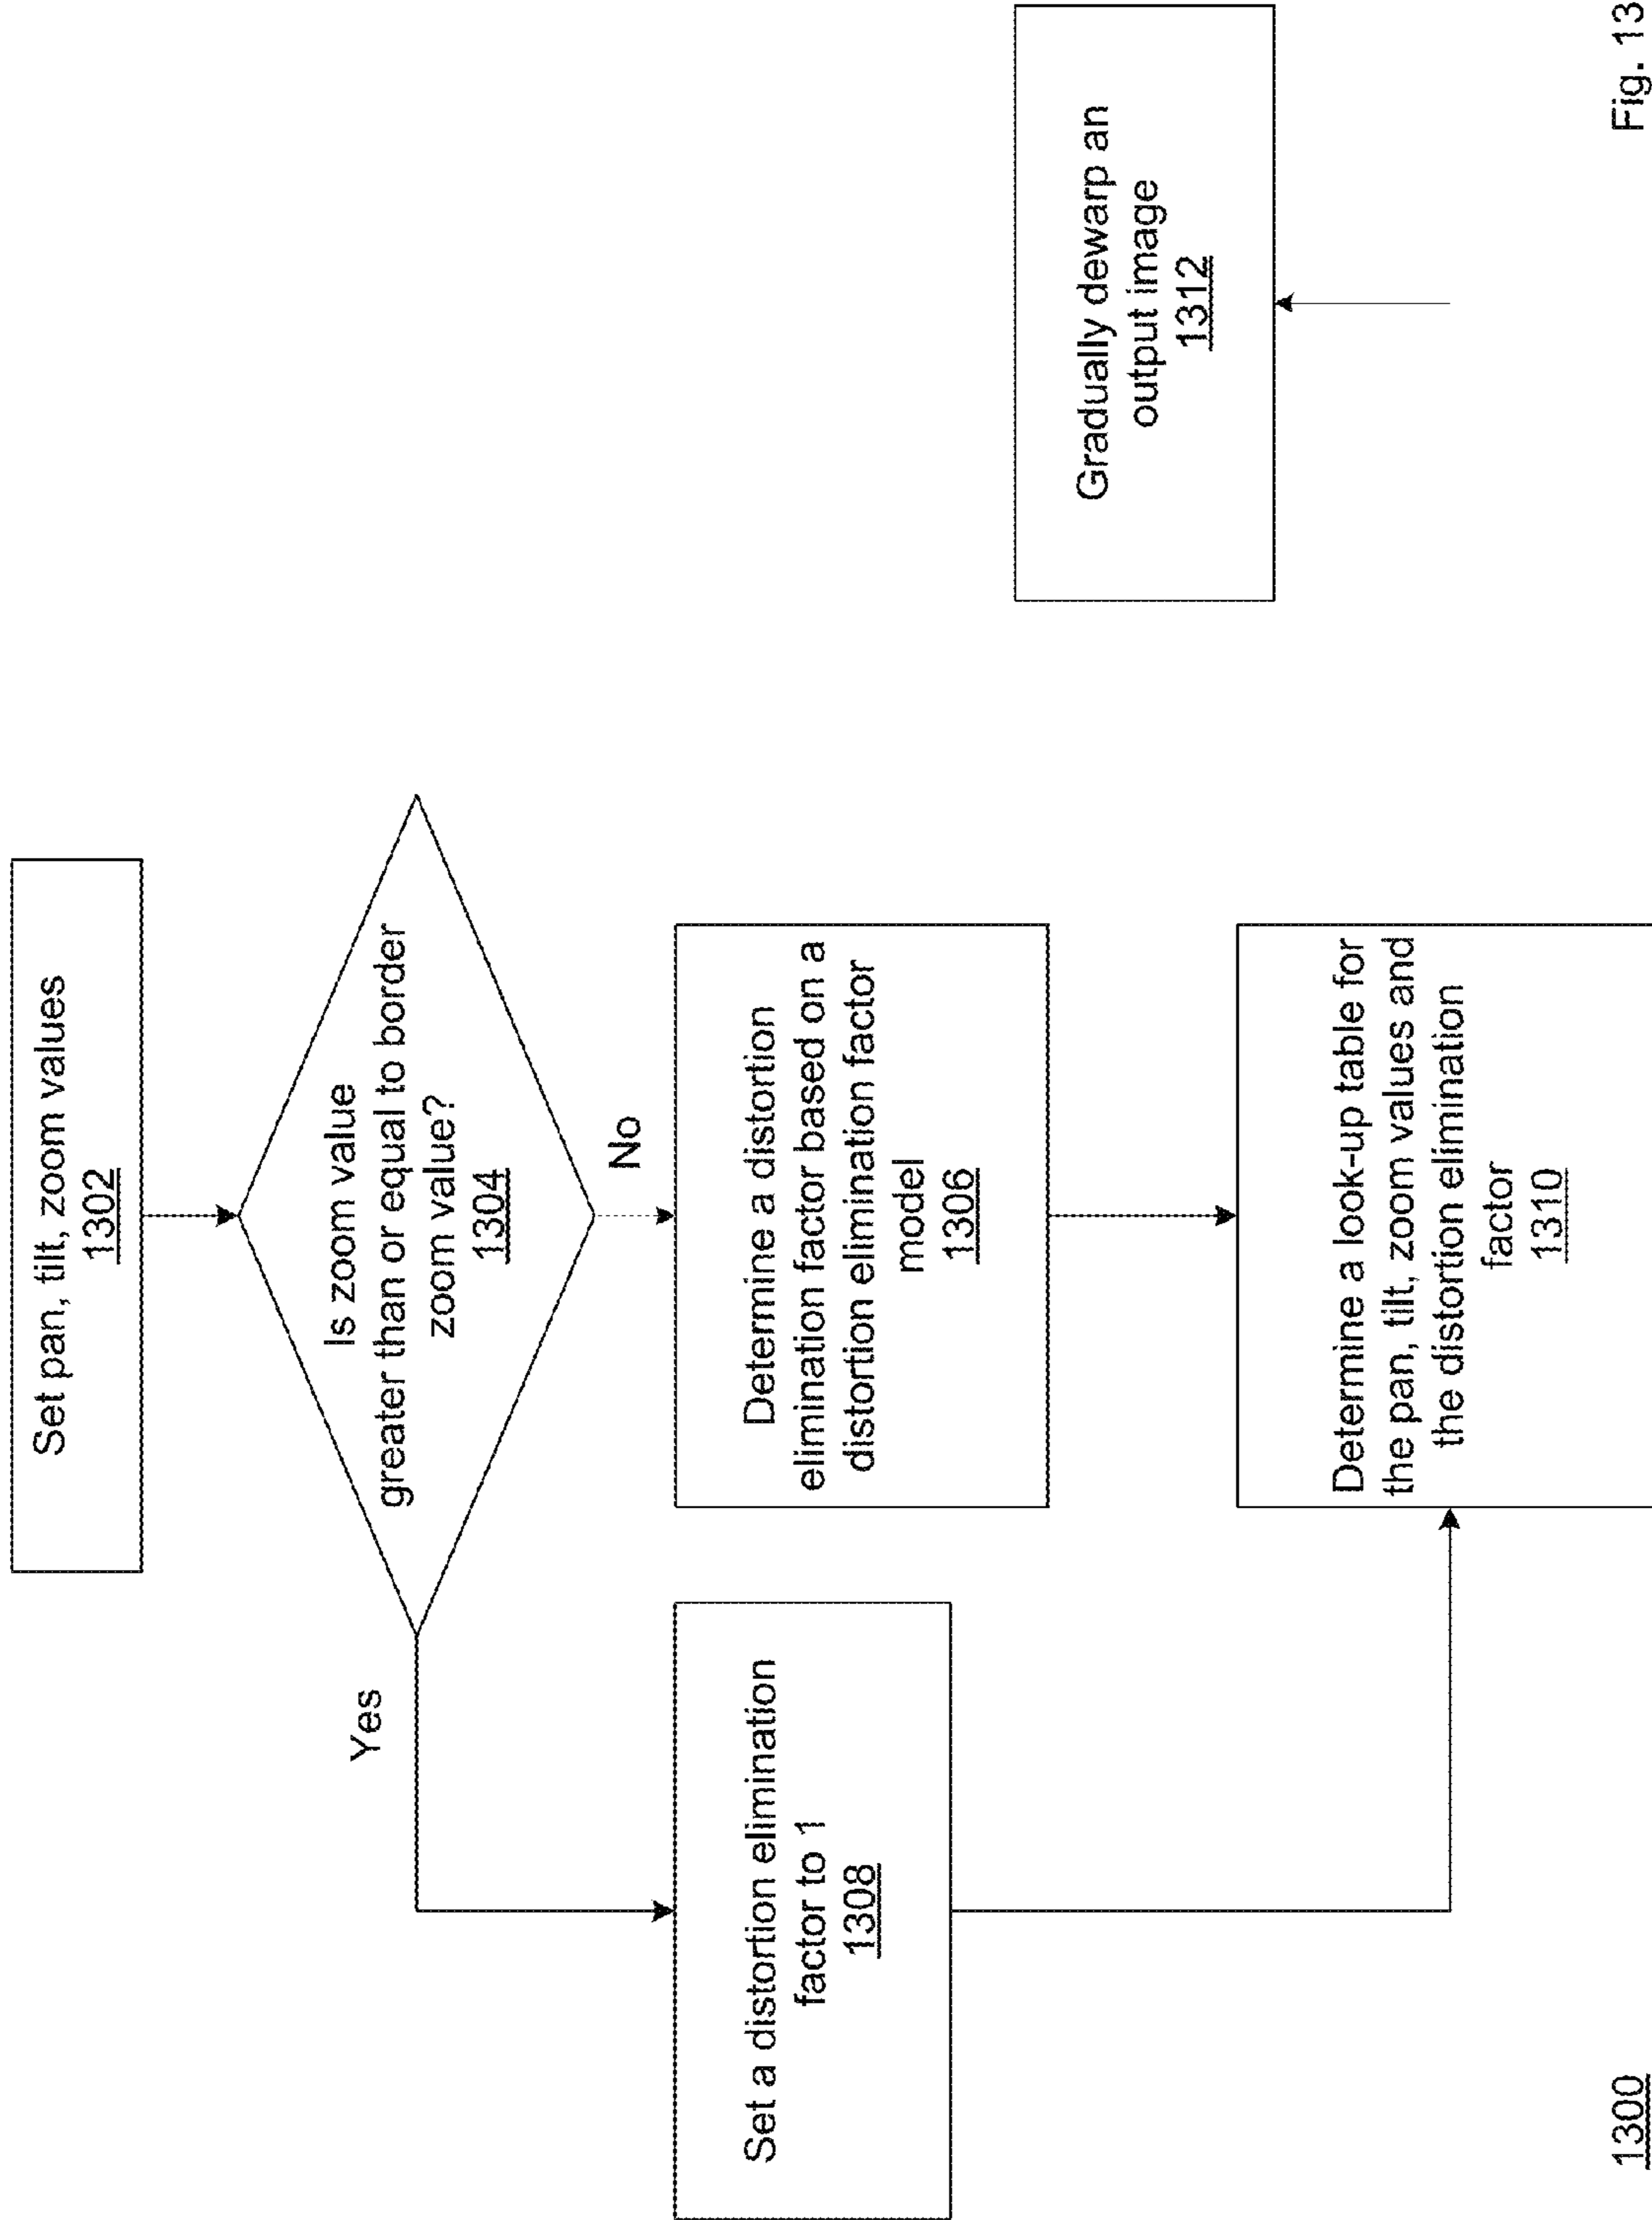 Set pan, tilt, zoom values
1302
Is zoom value
greater than or equal to border
zoom value?
1304
Yes
No
Set a distortion elimination
factor to 1
1308
Determine a distortion
elimination factor based on a
distortion elimination factor
model
1306
Determine a look-up table for
the pan, tilt, zoom values and
the distortion elimination
factor
1310
Gradually dewarp an
output image
1312
1300
Fig. 13